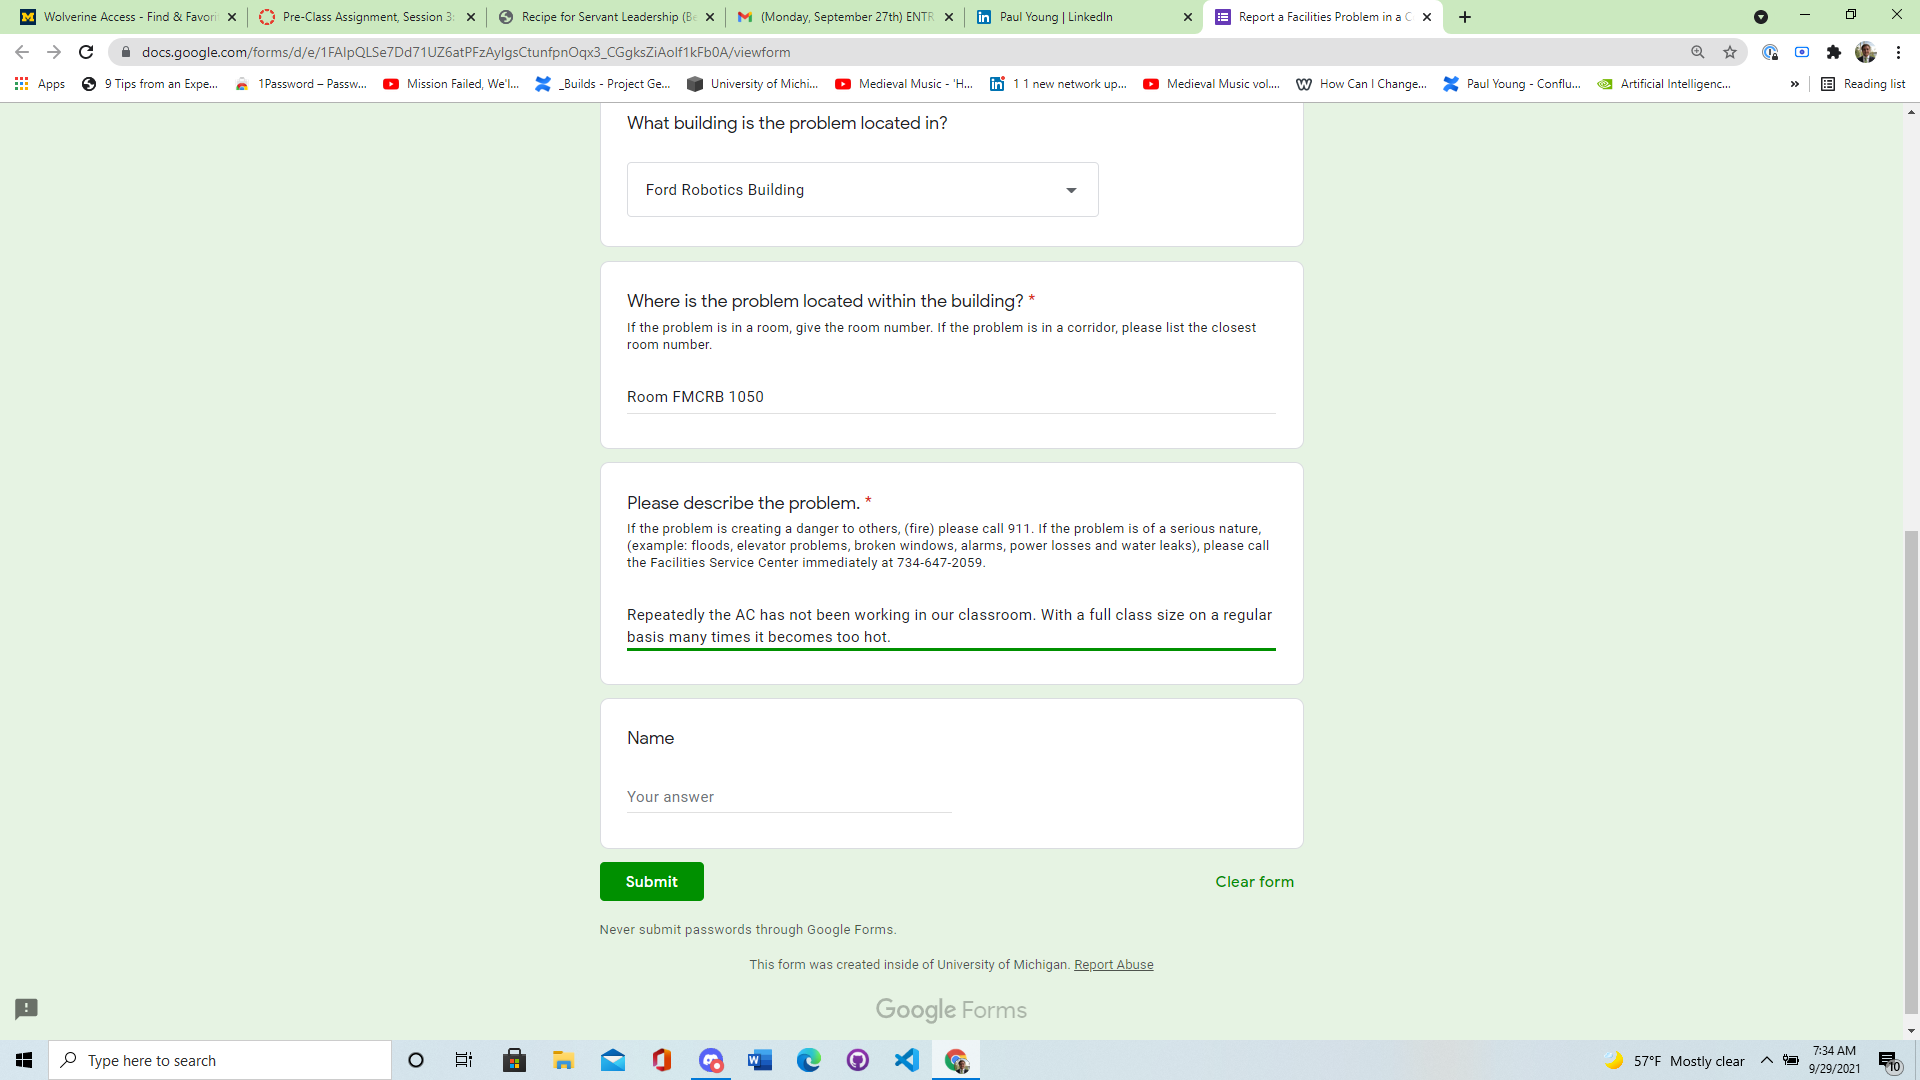 Wolverine Access - Find & Favori
Pre-Class Assignment, Session 3:
Recipe for Servant Leadership (Be
(Monday, September 27th) ENTR
Paul Young | LinkedIn
Report a Facilities Problem in a C
docs.google.com/forms/d/e/1FAIpQLSe7Dd71UZ6atPFzAylgsCtunfpnOqx3_CGgksZiAolf1kFb0A/viewform
Apps
9 Tips from an Expe...
1Password – Passw...
Mission Failed, We'l...
_Builds - Project Ge...
University of Michi...
Medieval Music - 'H...
1 1 new network up...
Medieval Music vol....
How Can I Change...
Paul Young - Conflu...
Artificial Intelligenc...
»
Reading list
What building is the problem located in?
Ford Robotics Building
Where is the problem located within the building? *
If the problem is in a room, give the room number. If the problem is in a corridor, please list the closest
room number.
Room FMCRB 1050
Please describe the problem. *
If the problem is creating a danger to others, (fire) please call 911. If the problem is of a serious nature,
(example: floods, elevator problems, broken windows, alarms, power losses and water leaks), please call
the Facilities Service Center immediately at 734-647-2059.
Repeatedly the AC has not been working in our classroom. With a full class size on a regular
basis many times it becomes too hot.
Name
Your answer
Submit
Clear form
Never submit passwords through Google Forms.
This form was created inside of University of Michigan. Report Abuse
Google Forms
Type here to search
57°F Mostly clear
7:34 AM
9/29/2021
10